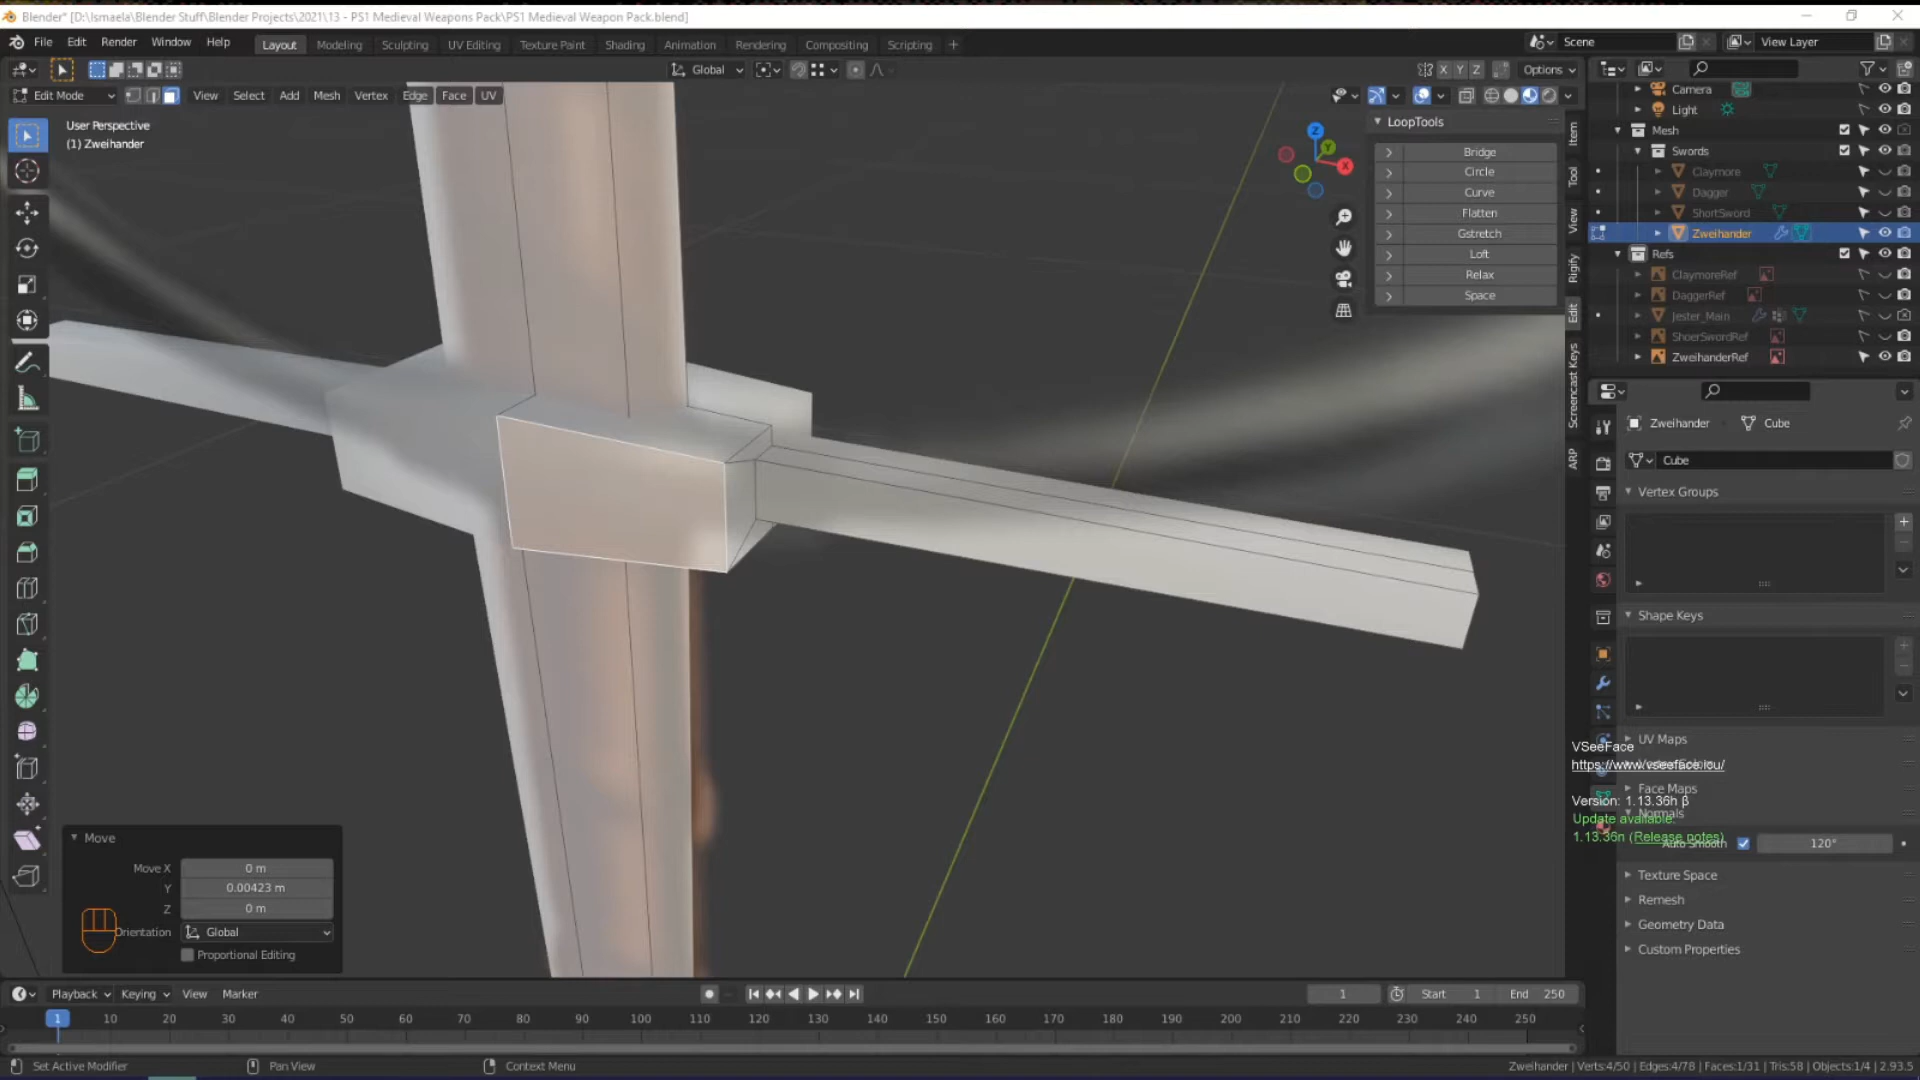 Blender* [D:\Ismaela\Blender Stuff\Blender Projects\2021\13 - PS1 Medieval Weapons Pack\PS1 Medieval Weapon Pack.blend]
File Edit Render Window Help Layout Modeling Sculpting UV Editing Texture Paint Shading Animation Rendering Compositing Scripting + Scene View Layer
Global X Y Z Options
Edit Mode View Select Add Mesh Vertex Edge Face UV
User Perspective
(1) Zweihander
Z
Y
X
LoopTools
Bridge
Circle
Curve
Flatten
Gstretch
Loft
Relax
Space
Item
Tool
View
Rigify
Edit
Screencast Keys
ARP
Camera
Light
Mesh
Swords
Claymore
Dagger
ShortSword
Zweihander
Refs
ClaymoreRef
DaggerRef
Jester_Main
ShoerSwordRef
ZweihanderRef
Zweihander Cube
Cube
Vertex Groups
Shape Keys
UV Maps
VSeeFace
https://www.vseeface.icu/
Face Maps
Version: 1.13.36h β
Normals
Update available:
1.13.36n (Release notes)
Auto Smooth 120°
Texture Space
Remesh
Geometry Data
Custom Properties
Move
Move X 0 m
Y 0.00423 m
Z 0 m
Orientation Global
Proportional Editing
Playback Keying View Marker 1 Start 1 End 250
1 10 20 30 40 50 60 70 80 90 100 110 120 130 140 150 160 170 180 190 200 210 220 230 240 250
Set Active Modifier Pan View Context Menu Zweihander | Verts:4/50 | Edges:4/78 | Faces:1/31 | Tris:58 | Objects:1/4 | 2.93.5